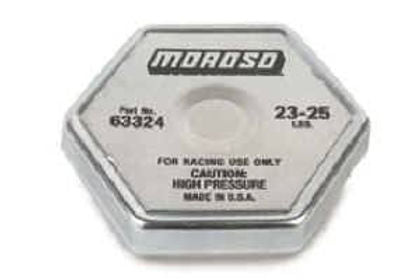 MOROSO
Part No.
63324
23-25
LBS.
FOR RACING USE ONLY
CAUTION:
HIGH PRESSURE
MADE IN U.S.A.